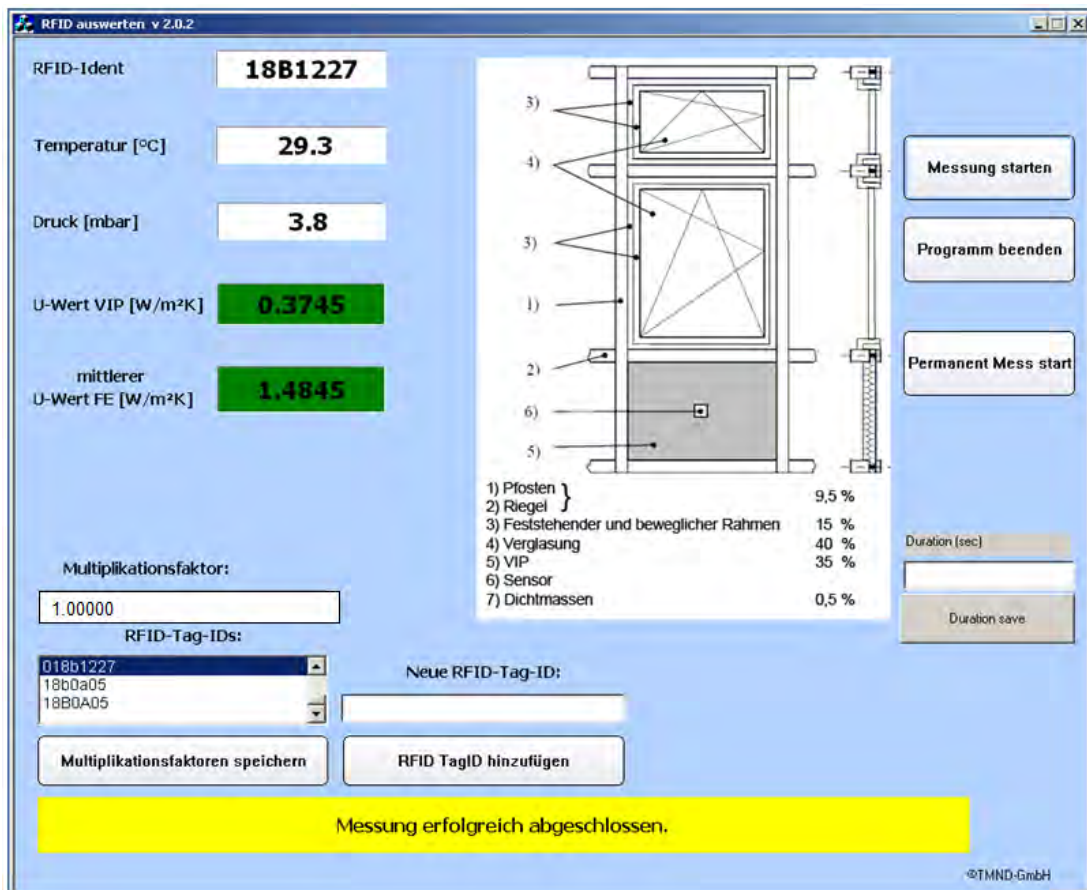 RFID auswerten v 2.0.2
RFID-Ident
18B1227
Temperatur [°C]
29.3
Druck [mbar]
3.8
U-Wert VIP [W/m²K]
0.3745
mittlerer
U-Wert FE [W/m²K]
1.4845
3)
4)
3)
1)
2)
6)
5)
1) Pfosten }
2) Riegel
9,5 %
3) Feststehender und beweglicher Rahmen 15 %
4) Verglasung 40 %
5) VIP 35 %
6) Sensor
7) Dichtmassen 0,5 %
Messung starten
Programm beenden
Permanent Mess start
Duration (sec)
Duration save
Multiplikationsfaktor:
1.00000
RFID-Tag-IDs:
018b1227
18b0a05
18B0A05
Neue RFID-Tag-ID:
Multiplikationsfaktoren speichern
RFID TagID hinzufügen
Messung erfolgreich abgeschlossen.
©TMND-GmbH